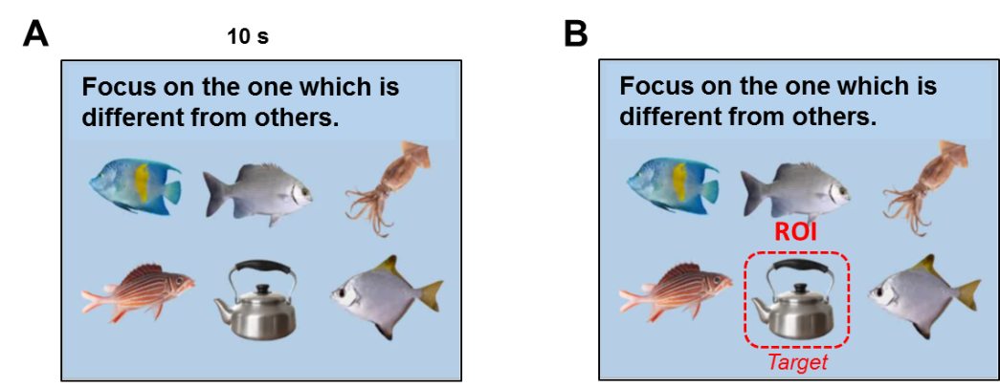 A
10 s
Focus on the one which is
different from others.
B
Focus on the one which is
different from others.
ROI
Target